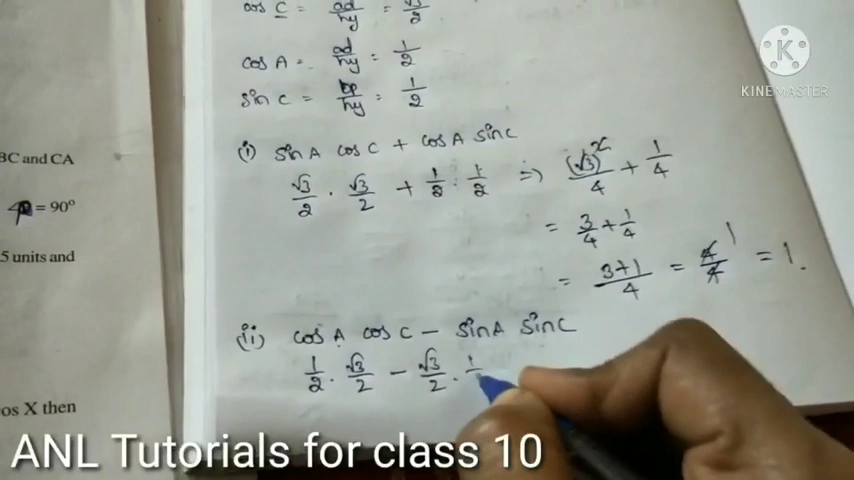 cos C = ad/hy = √3/2
K
KINEMASTER
cos A = ad/hy = 1/2
sin C = op/hy = 1/2
BC and CA
= 90°
5 units and
os X then
(i) sin A cos C + cos A sin C
√3/2 . √3/2 + 1/2 . 1/2 => (√3)²/4 + 1/4
= 3/4 + 1/4
= 3+1/4 = 4/4 1 = 1.
(ii) cos A cos C - sin A sin C
1/2 . √3/2 - √3/2 . 1
ANL Tutorials for class 10